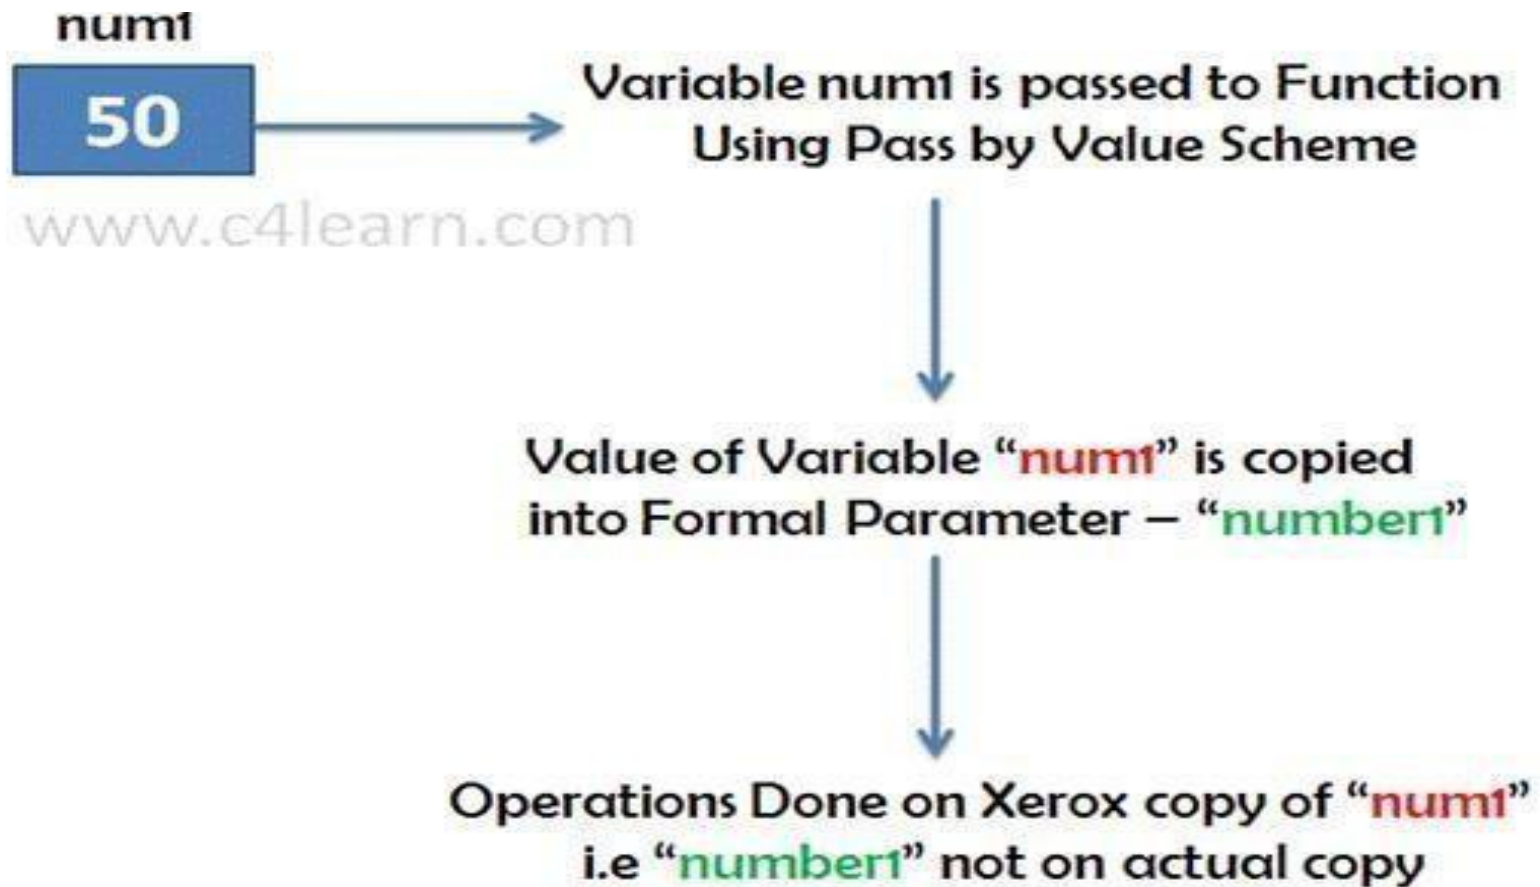 num1
50
Variable num1 is passed to Function
Using Pass by Value Scheme
www.c4learn.com
Value of Variable “num1” is copied
into Formal Parameter – “number1”
Operations Done on Xerox copy of “num1”
i.e “number1” not on actual copy